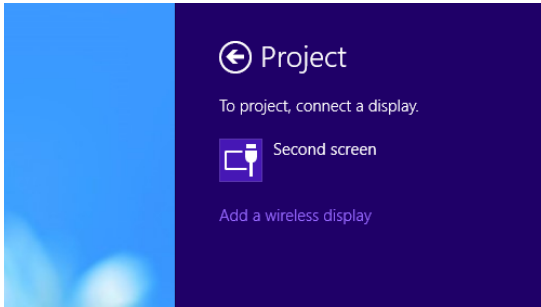 Project
To project, connect a display.
Second screen
Add a wireless display